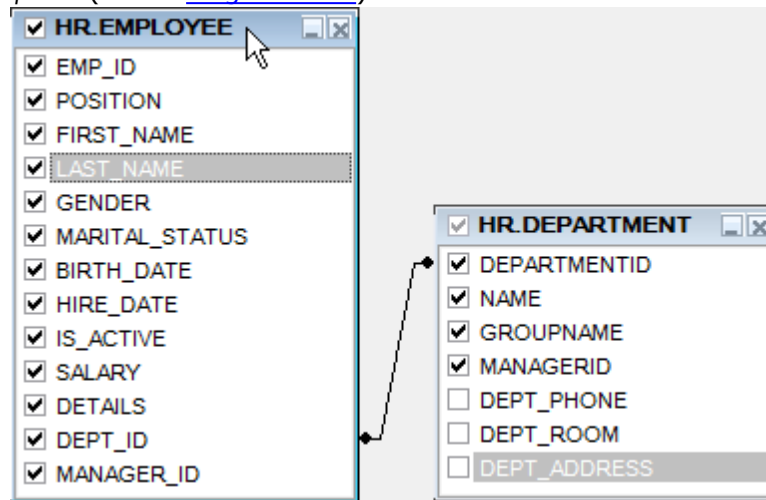 HR.EMPLOYEE
EMP_ID
POSITION
FIRST_NAME
LAST_NAME
GENDER
MARITAL_STATUS
BIRTH_DATE
HIRE_DATE
IS_ACTIVE
SALARY
DETAILS
DEPT_ID
MANAGER_ID
HR.DEPARTMENT
DEPARTMENTID
NAME
GROUPNAME
MANAGERID
DEPT_PHONE
DEPT_ROOM
DEPT_ADDRESS